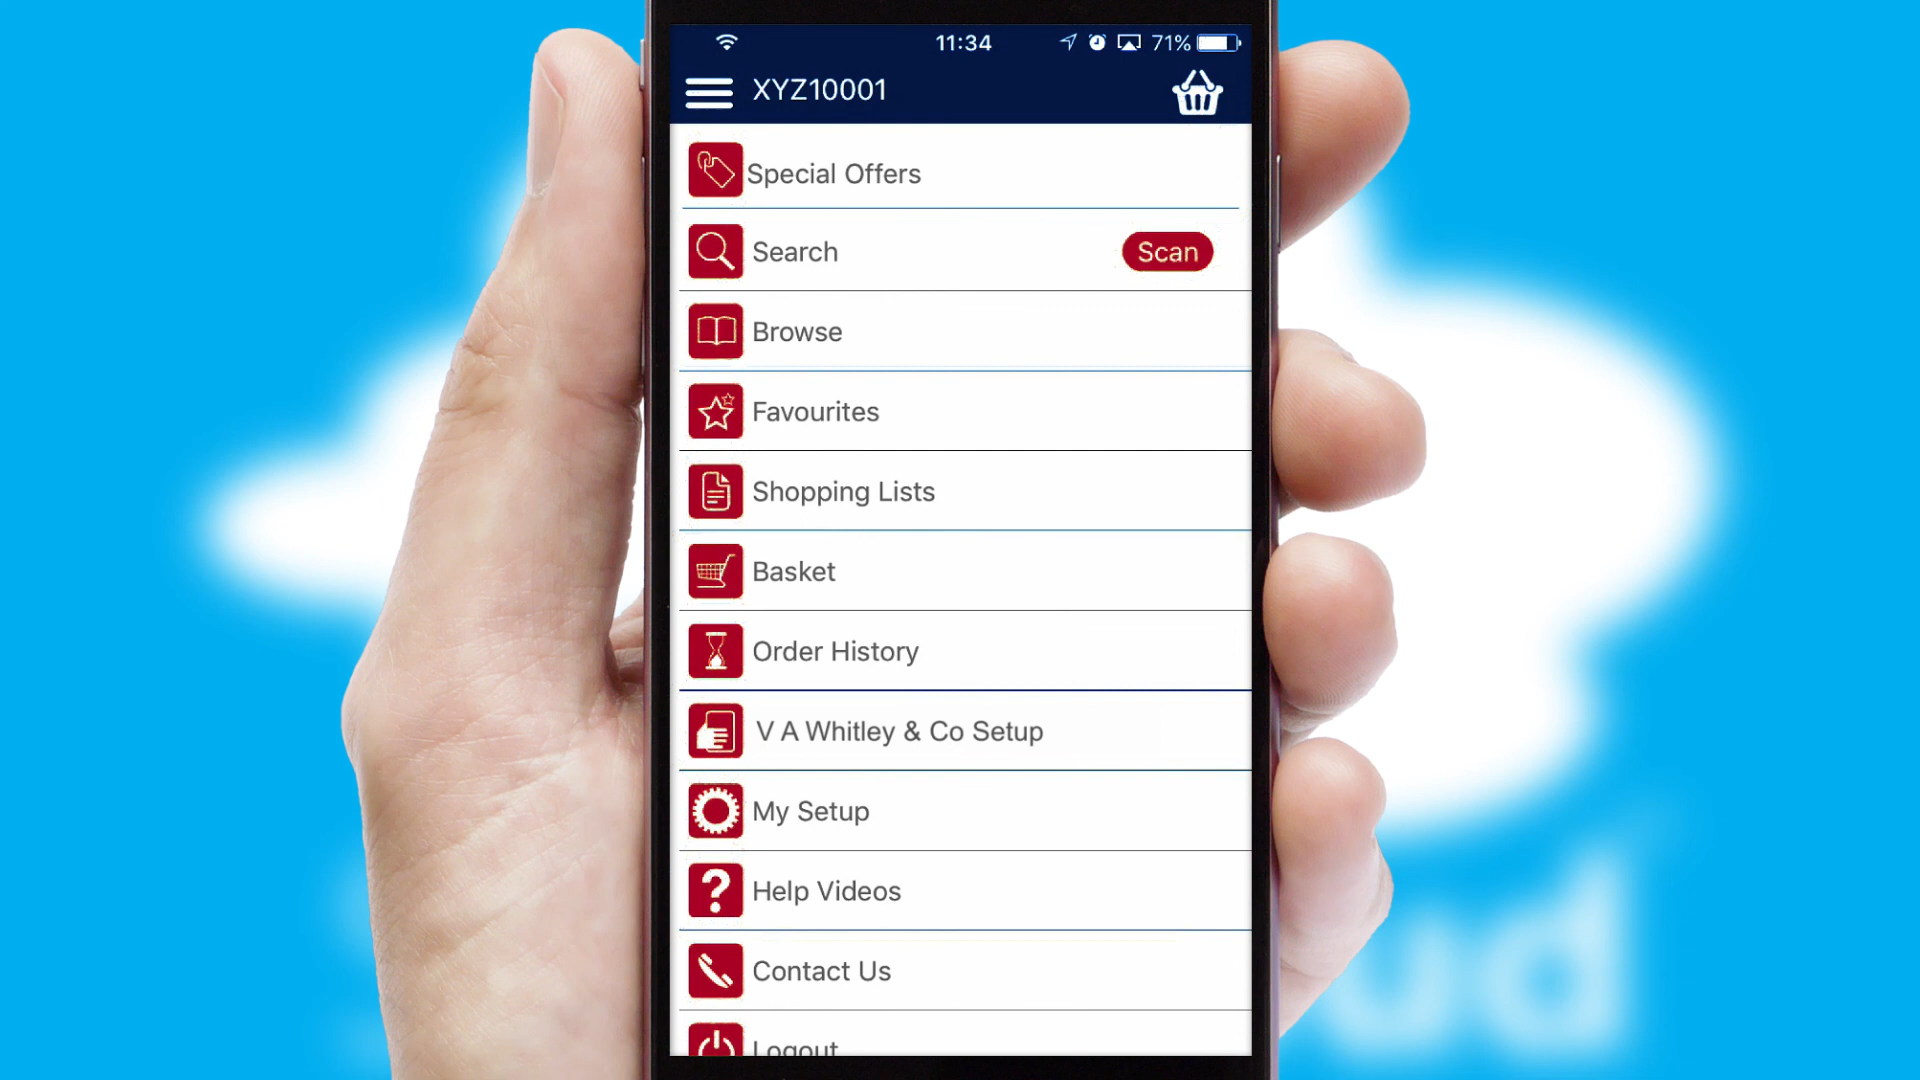 11:34
71%
XYZ10001
Special Offers
Search
Scan
Browse
Favourites
Shopping Lists
Basket
Order History
V A Whitley & Co Setup
My Setup
Help Videos
Contact Us
Logout